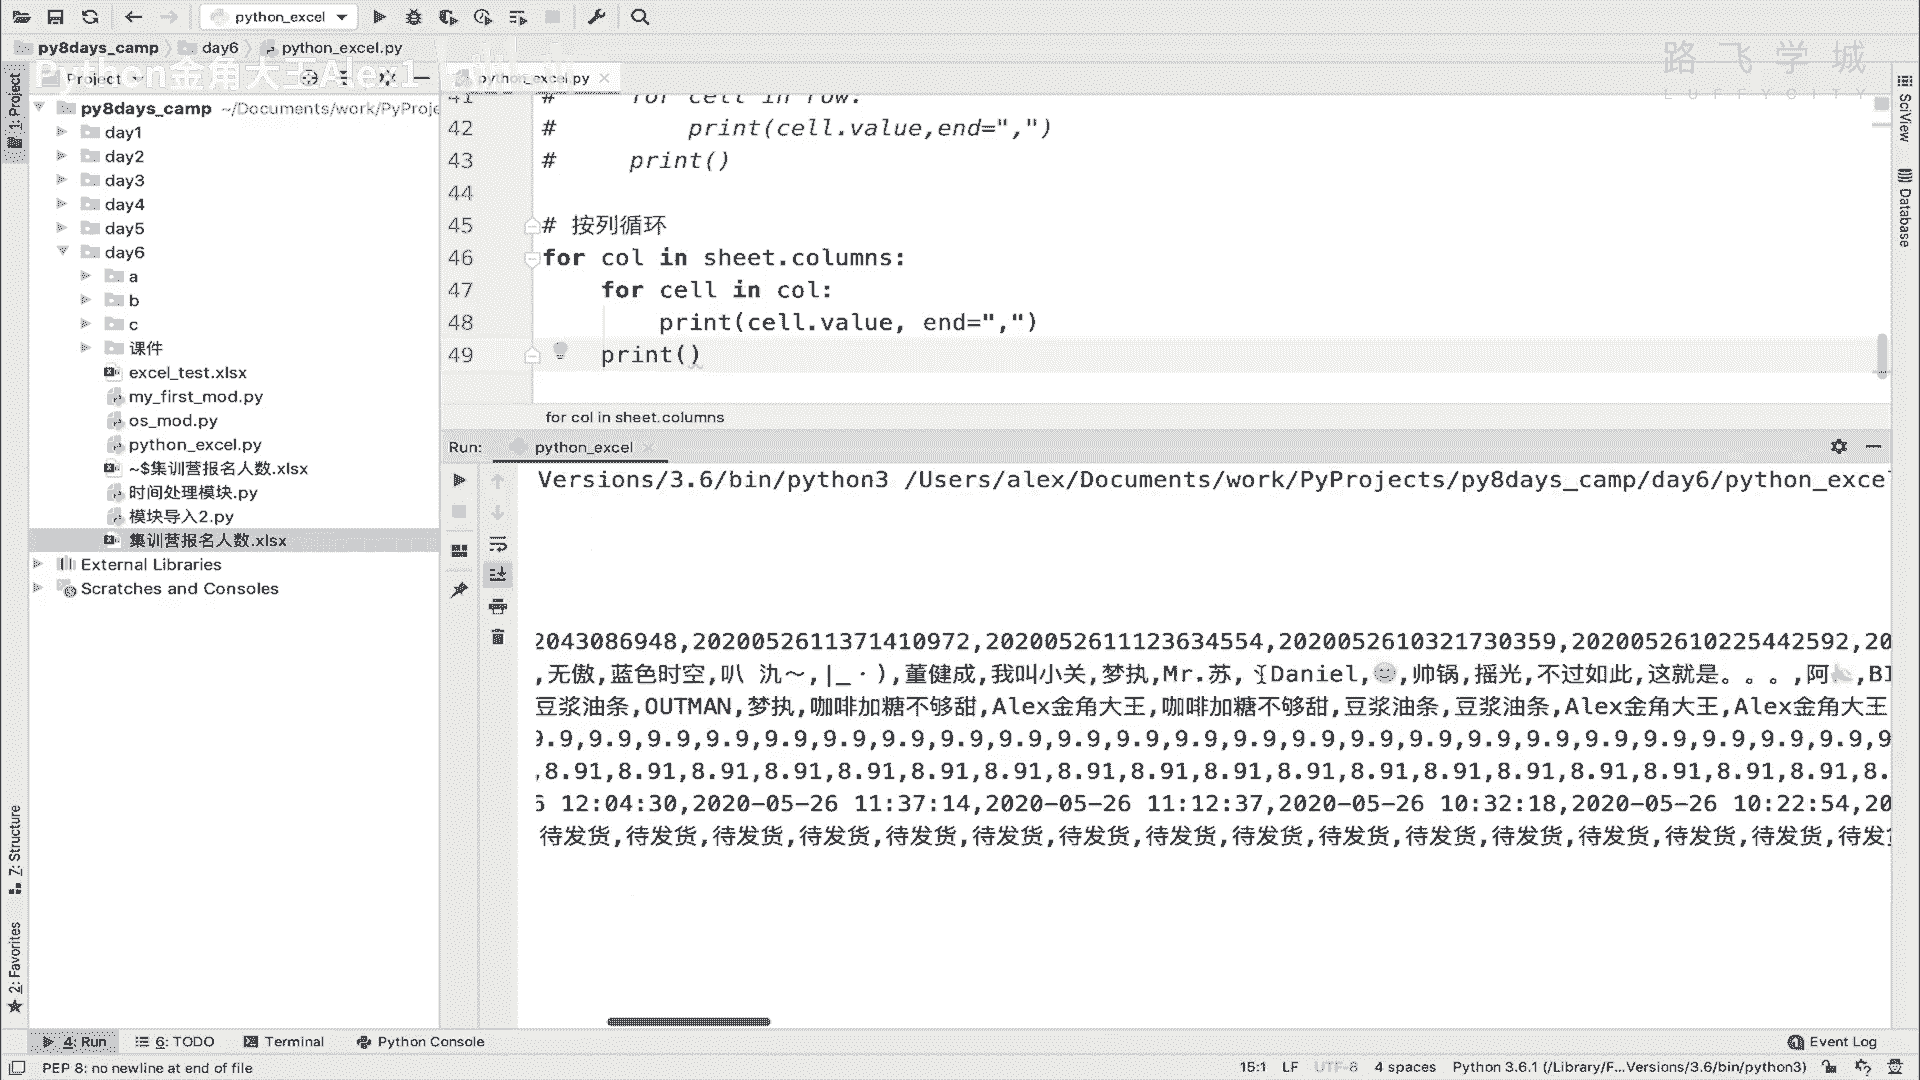 python_excel
py8days_camp day6 python_excel.py
路飞学城
LUFFYCITY
Python金角大王Alex1
Project
python_excel.py
1: Project
py8days_camp ~/Documents/work/PyProje
day1
day2
day3
day4
day5
day6
a
b
c
课件
excel_test.xlsx
my_first_mod.py
os_mod.py
python_excel.py
~$集训营报名人数.xlsx
时间处理模块.py
模块导入2.py
集训营报名人数.xlsx
External Libraries
Scratches and Consoles
7: Structure
2: Favorites
41 # for cell in row:
42 # print(cell.value,end=",")
43 # print()
44
45 # 按列循环
46 for col in sheet.columns:
47 for cell in col:
48 print(cell.value, end=",")
49 print()
for col in sheet.columns
SciView
Database
Run: python_excel
Versions/3.6/bin/python3 /Users/alex/Documents/work/PyProjects/py8days_camp/day6/python_excel
2043086948,2020052611371410972,2020052611123634554,2020052610321730359,2020052610225442592,20
,无傲,蓝色时空,叭 氿～,|_・),董健成,我叫小关,梦执,Mr.苏, Daniel,😊,帅锅,摇光,不过如此,这就是。。。,阿,Bl
豆浆油条,OUTMAN,梦执,咖啡加糖不够甜,Alex金角大王,咖啡加糖不够甜,豆浆油条,豆浆油条,Alex金角大王,Alex金角大王
9.9,9.9,9.9,9.9,9.9,9.9,9.9,9.9,9.9,9.9,9.9,9.9,9.9,9.9,9.9,9.9,9.9,9.9,9.9,9.9,9.9,9.9,9.9,9
,8.91,8.91,8.91,8.91,8.91,8.91,8.91,8.91,8.91,8.91,8.91,8.91,8.91,8.91,8.91,8.91,8.91,8.91,8.
6 12:04:30,2020-05-26 11:37:14,2020-05-26 11:12:37,2020-05-26 10:32:18,2020-05-26 10:22:54,20
待发货,待发货,待发货,待发货,待发货,待发货,待发货,待发货,待发货,待发货,待发货,待发货,待发货,待发货,待发货,待发货
4: Run 6: TODO Terminal Python Console Event Log
PEP 8: no newline at end of file 15:1 LF UTF-8 4 spaces Python 3.6.1 (/Library/F...Versions/3.6/bin/python3)